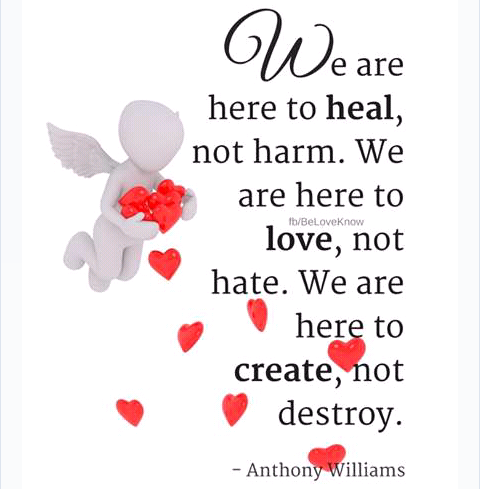 We are
here to heal,
not harm. We
are here to
fb/BeLoveKnow
love, not
hate. We are
here to
create, not
destroy.
- Anthony Williams